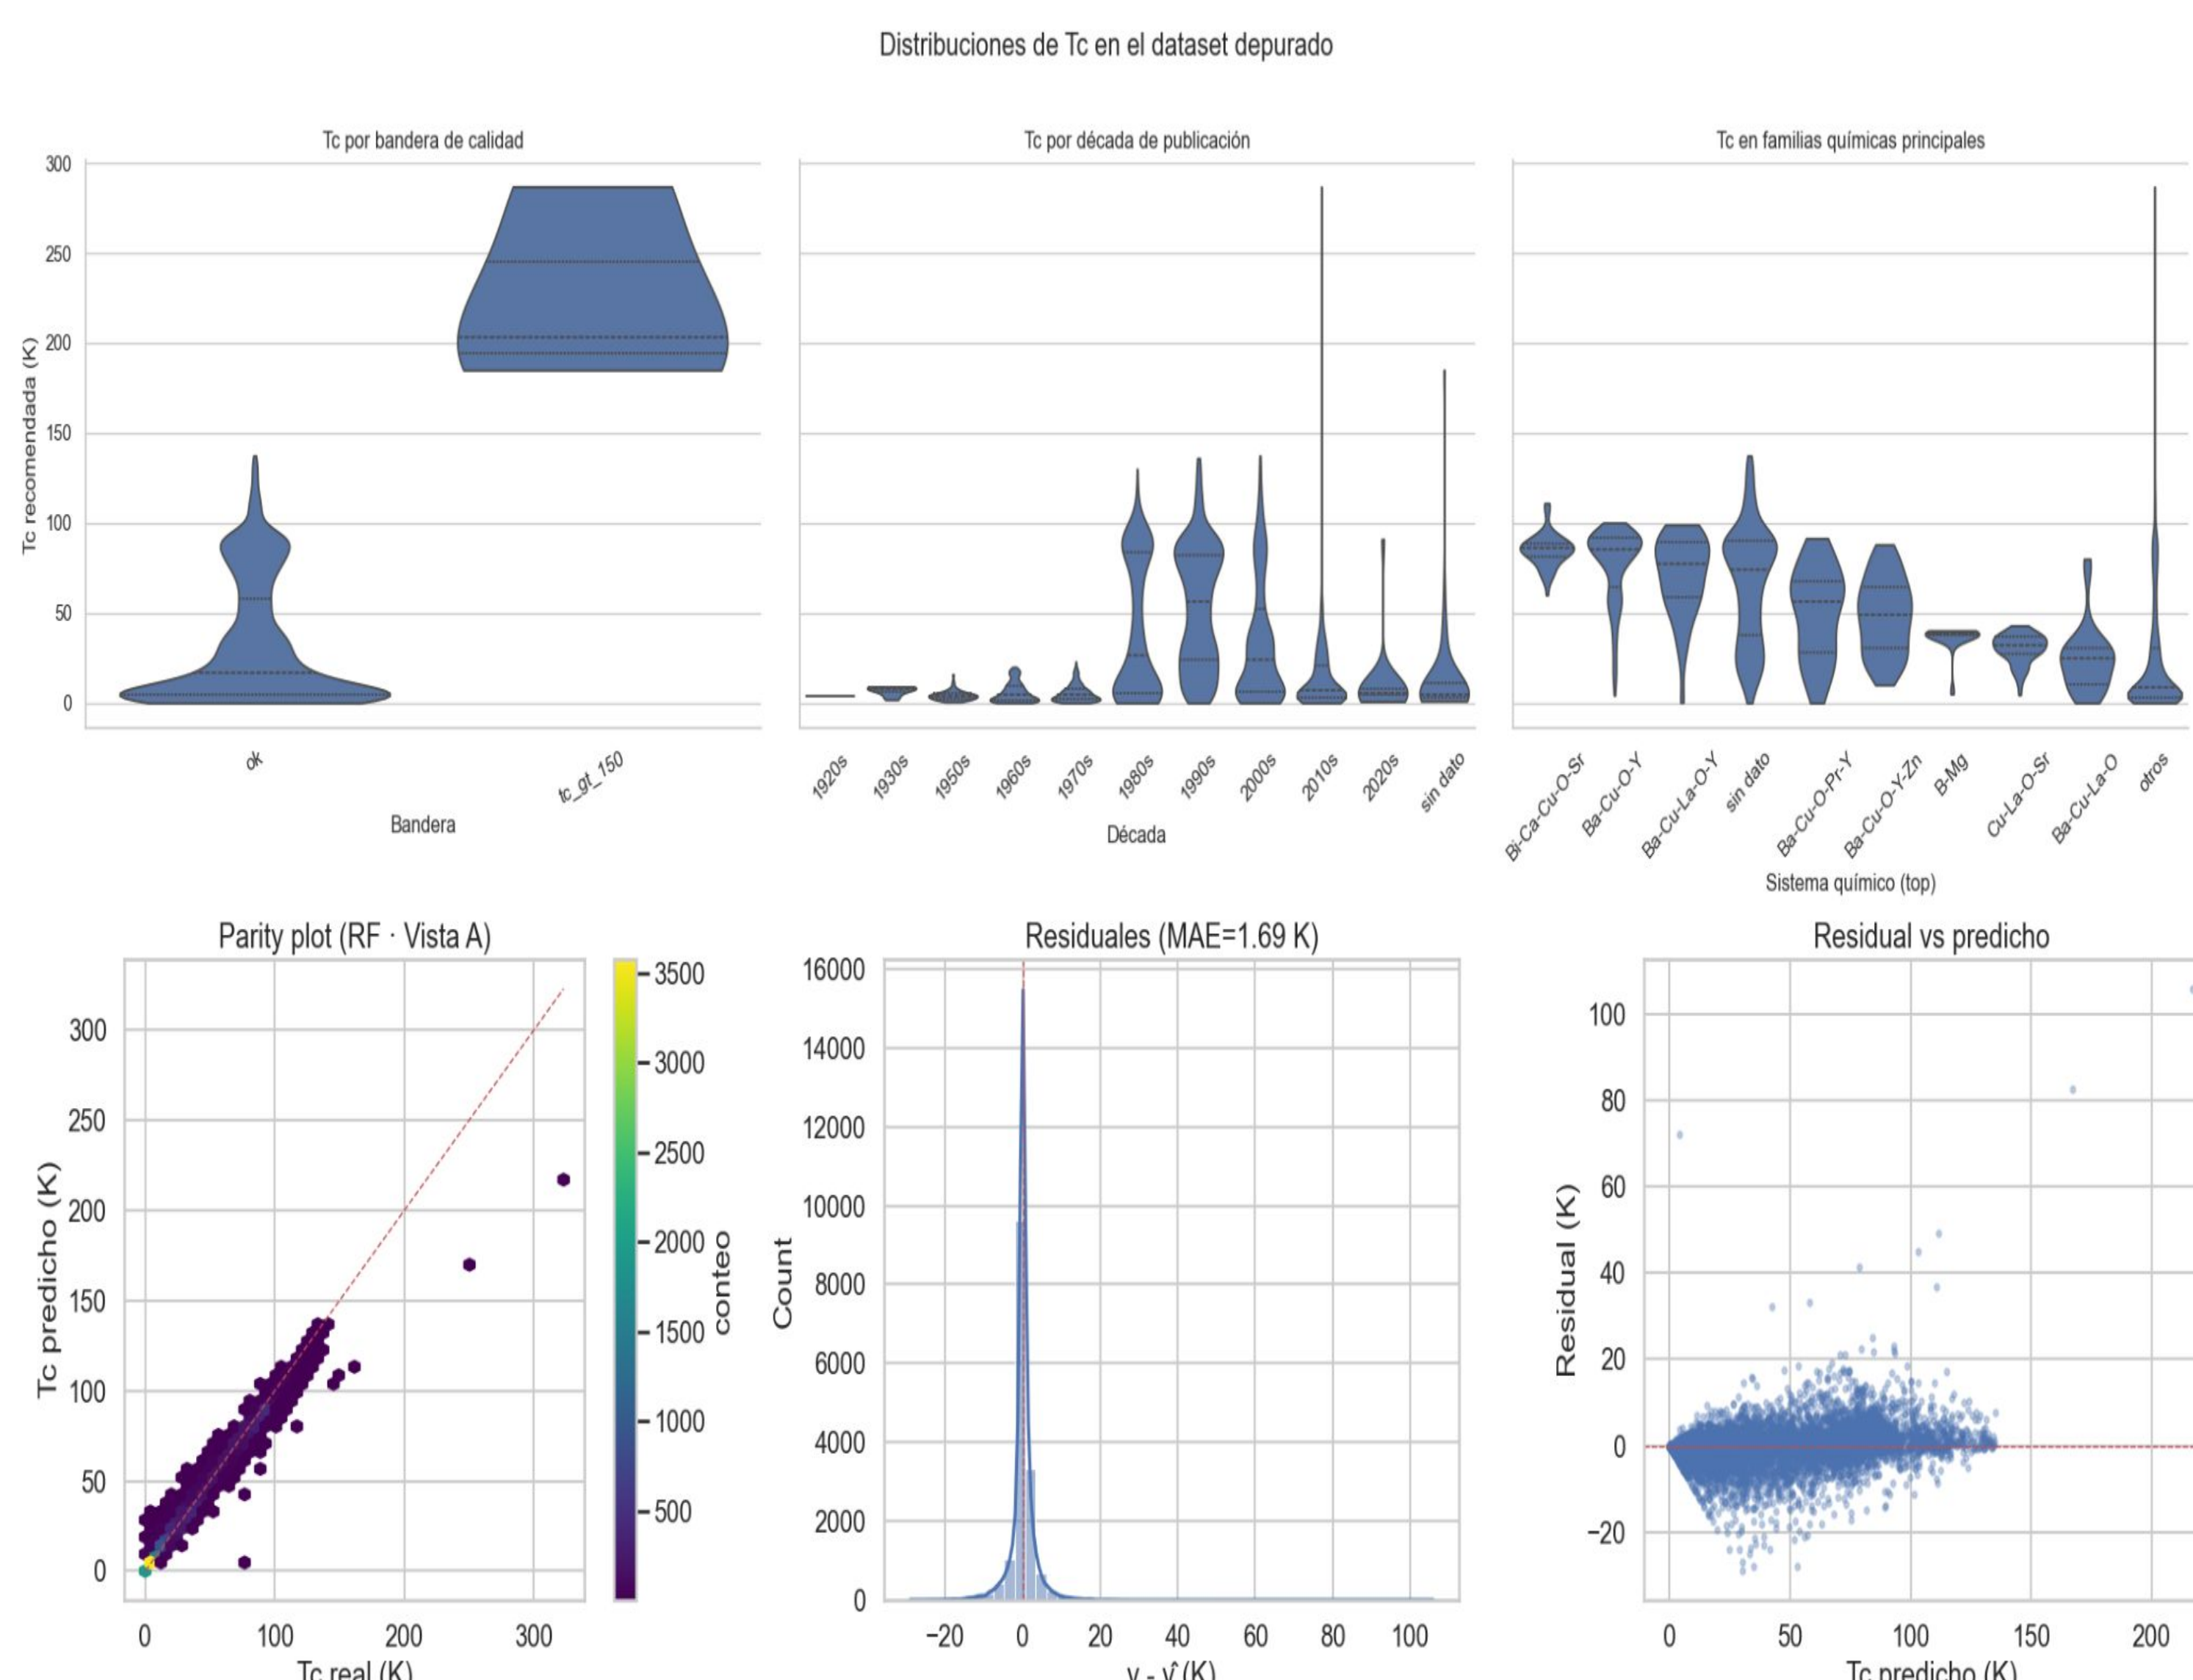 Distribuciones de Tc en el dataset depurado
Tc por bandera de calidad
Tc recomendada (K)
300
250
200
150
100
50
0
ok
tc_gt_150
Bandera
Tc por década de publicación
1920s
1930s
1950s
1960s
1970s
1980s
1990s
2000s
2010s
2020s
sin dato
Década
Tc en familias químicas principales
Bi-Ca-Cu-O-Sr
Ba-Cu-O-Y
Ba-Cu-La-O-Y
sin dato
Ba-Cu-O-Pr-Y
Ba-Cu-O-Y-Zn
B-Mg
Cu-La-O-Sr
Ba-Cu-La-O
otros
Sistema químico (top)
Parity plot (RF · Vista A)
Tc predicho (K)
300
250
200
150
100
50
0
0
100
200
300
Tc real (K)
3500
3000
2500
2000
1500
1000
500
conteo
Residuales (MAE=1.69 K)
Count
16000
14000
12000
10000
8000
6000
4000
2000
0
−20
0
20
40
60
80
100
y - ŷ (K)
Residual vs predicho
Residual (K)
100
80
60
40
20
0
−20
0
50
100
150
200
Tc predicho (K)